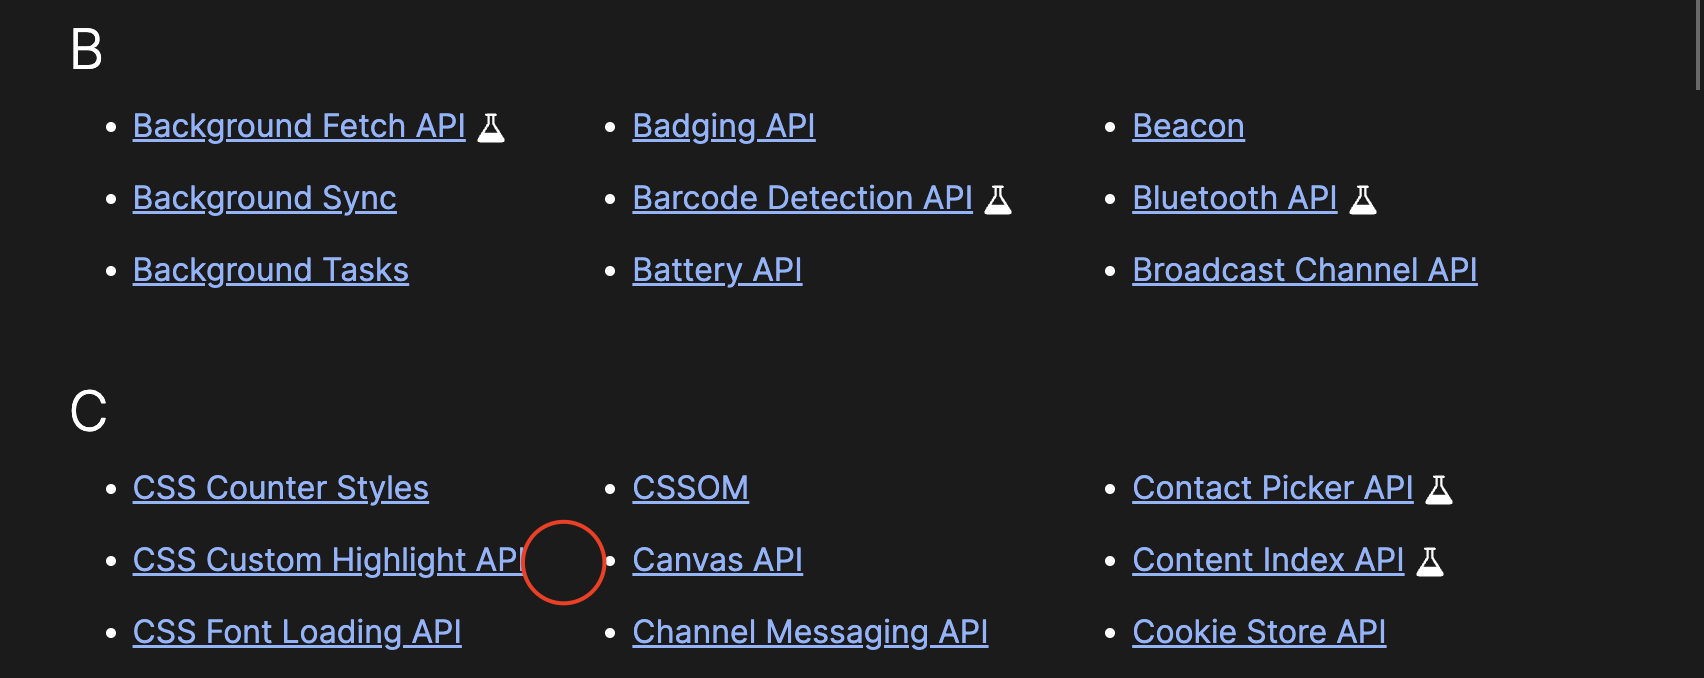 B
Background Fetch API
Background Sync
Background Tasks
Badging API
Barcode Detection API
Battery API
Beacon
Bluetooth API
Broadcast Channel API
C
CSS Counter Styles
CSS Custom Highlight API
CSS Font Loading API
CSSOM
Canvas API
Channel Messaging API
Contact Picker API
Content Index API
Cookie Store API